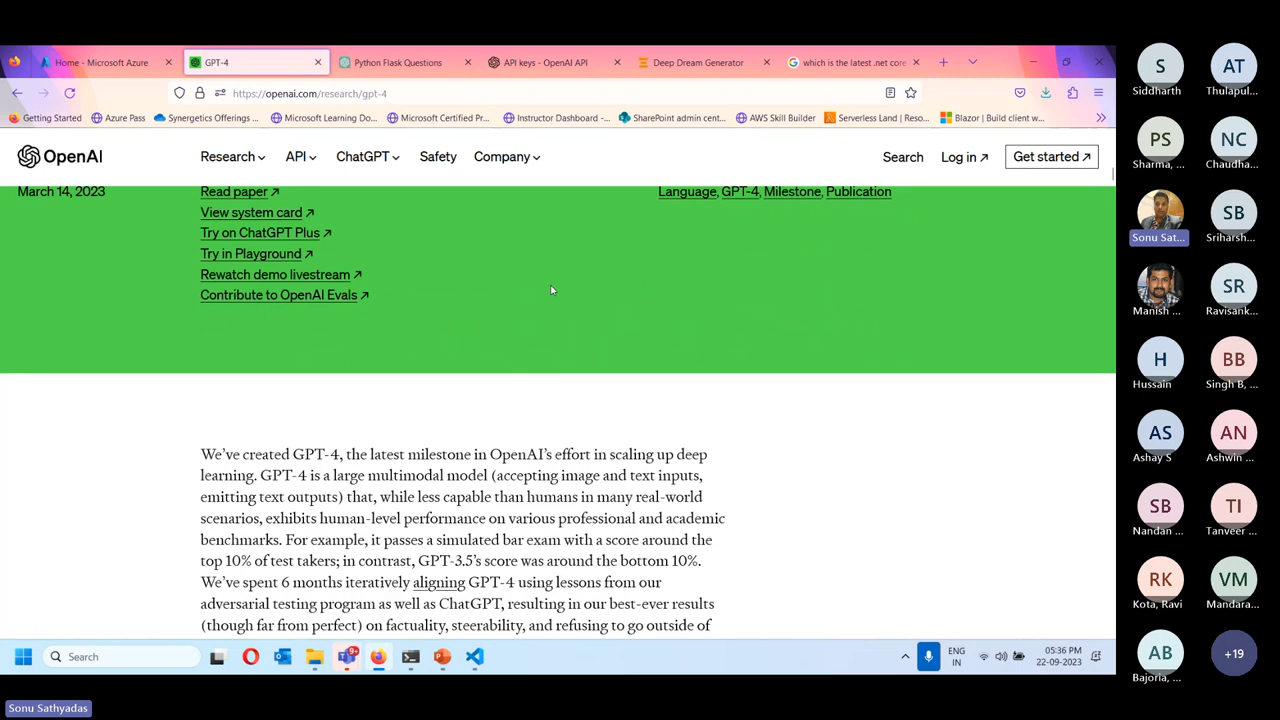 Home - Microsoft Azure
GPT-4
Python Flask Questions
API keys - OpenAI API
Deep Dream Generator
which is the latest .net core
https://openai.com/research/gpt-4
Getting Started
Azure Pass
Synergetics Offerings ...
Microsoft Learning Do...
Microsoft Certified Pr...
Instructor Dashboard -...
SharePoint admin cent...
AWS Skill Builder
Serverless Land | Reso...
Blazor | Build client w...
OpenAI
Research
API
ChatGPT
Safety
Company
Search
Log in ↗
Get started ↗
March 14, 2023
Read paper ↗
View system card ↗
Try on ChatGPT Plus ↗
Try in Playground ↗
Rewatch demo livestream ↗
Contribute to OpenAI Evals ↗
Language, GPT-4, Milestone, Publication
We've created GPT-4, the latest milestone in OpenAI's effort in scaling up deep
learning. GPT-4 is a large multimodal model (accepting image and text inputs,
emitting text outputs) that, while less capable than humans in many real-world
scenarios, exhibits human-level performance on various professional and academic
benchmarks. For example, it passes a simulated bar exam with a score around the
top 10% of test takers; in contrast, GPT-3.5's score was around the bottom 10%.
We've spent 6 months iteratively aligning GPT-4 using lessons from our
adversarial testing program as well as ChatGPT, resulting in our best-ever results
(though far from perfect) on factuality, steerability, and refusing to go outside of
Search
9+
ENG
IN
05:36 PM
22-09-2023
S
Siddharth
AT
Thulapul...
PS
Sharma, ...
NC
Chaudha...
Sonu Sat...
SB
Sriharsh...
Manish ...
SR
Ravisank...
H
Hussain
BB
Singh B, ...
AS
Ashay S
AN
Ashwin ...
SB
Nandan ...
TI
Tanveer ...
RK
Kota, Ravi
VM
Mandara...
AB
Bajoria, ...
+19
Sonu Sathyadas